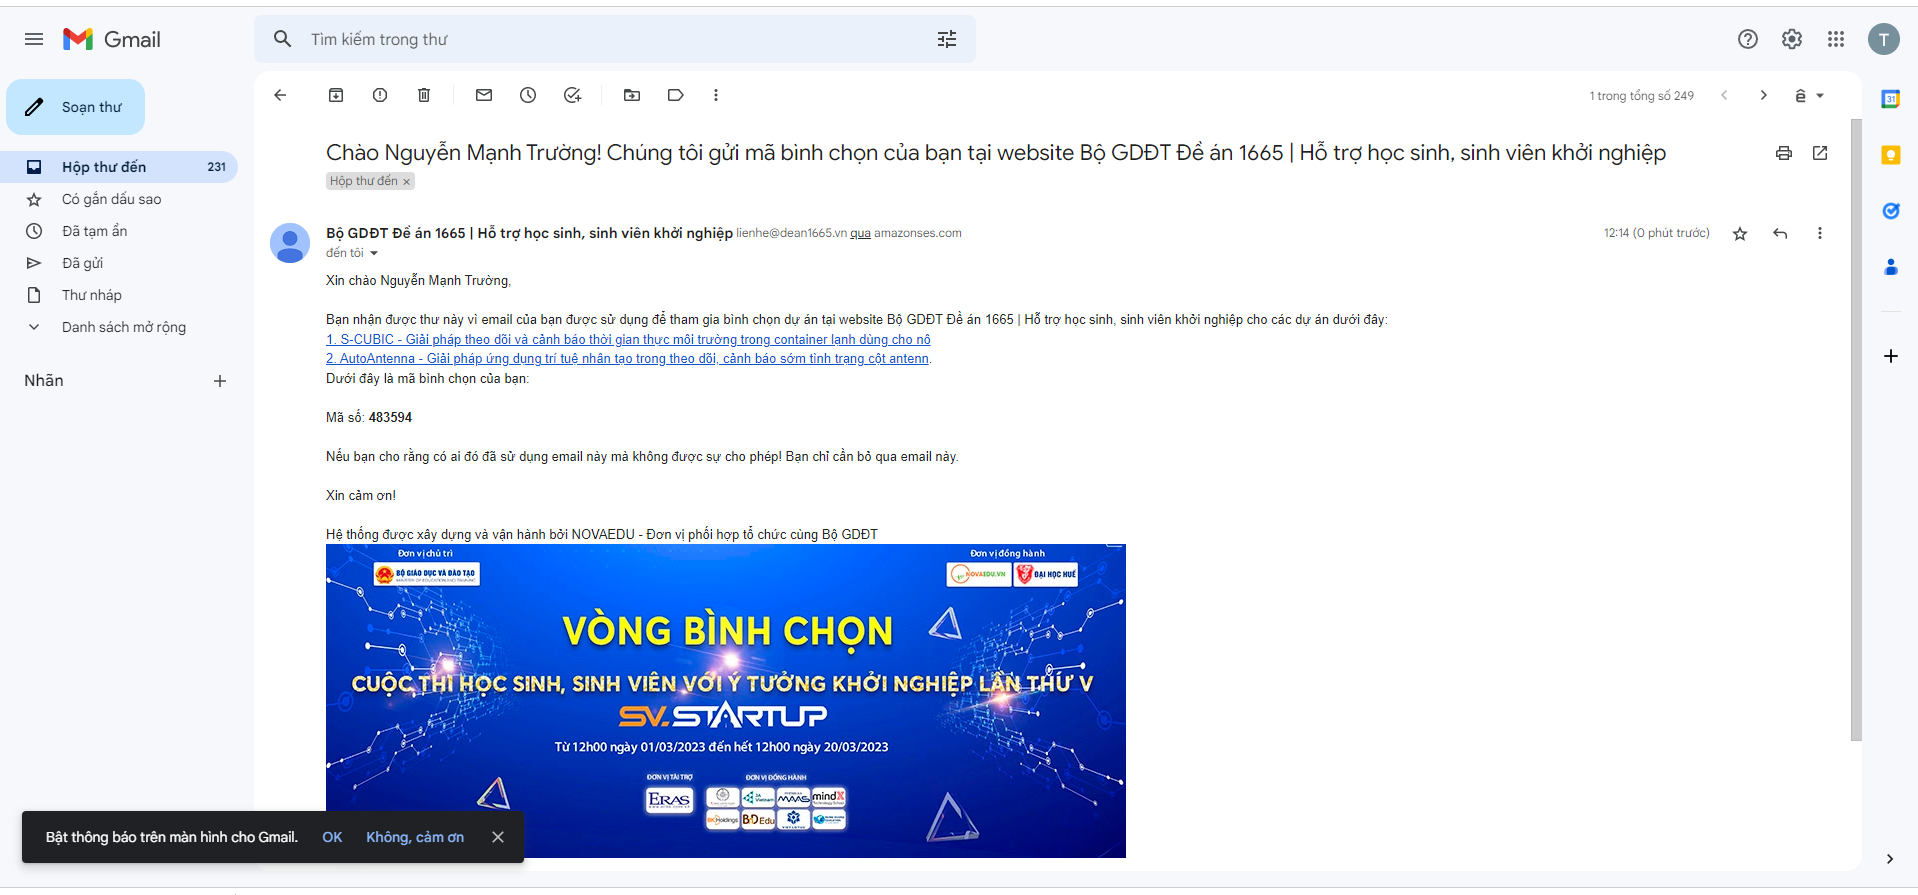 Gmail
Tìm kiếm trong thư
T
Soạn thư
1 trong tổng số 249
Hộp thư đến 231
Có gắn dấu sao
Đã tạm ẩn
Đã gửi
Thư nháp
Danh sách mở rộng
Nhãn
Chào Nguyễn Mạnh Trường! Chúng tôi gửi mã bình chọn của bạn tại website Bộ GDĐT Đề án 1665 | Hỗ trợ học sinh, sinh viên khởi nghiệp
Hộp thư đến ×
Bộ GDĐT Đề án 1665 | Hỗ trợ học sinh, sinh viên khởi nghiệp lienhe@dean1665.vn qua amazonses.com
12:14 (0 phút trước)
đến tôi
Xin chào Nguyễn Mạnh Trường,
Bạn nhận được thư này vì email của bạn được sử dụng để tham gia bình chọn dự án tại website Bộ GDĐT Đề án 1665 | Hỗ trợ học sinh, sinh viên khởi nghiệp cho các dự án dưới đây:
1. S-CUBIC - Giải pháp theo dõi và cảnh báo thời gian thực môi trường trong container lạnh dùng cho nô
2. AutoAntenna - Giải pháp ứng dụng trí tuệ nhân tạo trong theo dõi, cảnh báo sớm tình trạng cột antenn.
Dưới đây là mã bình chọn của bạn:
Mã số: 483594
Nếu bạn cho rằng có ai đó đã sử dụng email này mà không được sự cho phép! Bạn chỉ cần bỏ qua email này.
Xin cảm ơn!
Hệ thống được xây dựng và vận hành bởi NOVAEDU - Đơn vị phối hợp tổ chức cùng Bộ GDĐT
Đơn vị chủ trì
Đơn vị đồng hành
BỘ GIÁO DỤC VÀ ĐÀO TẠO
MINISTRY OF EDUCATION AND TRAINING
NOVAEDU.VN
ĐẠI HỌC HUẾ
VÒNG BÌNH CHỌN
CUỘC THI HỌC SINH, SINH VIÊN VỚI Ý TƯỞNG KHỞI NGHIỆP LẦN THỨ V
SV.STARTUP
Từ 12h00 ngày 01/03/2023 đến hết 12h00 ngày 20/03/2023
ĐƠN VỊ TÀI TRỢ
ĐƠN VỊ ĐỒNG HÀNH
ERAS
JA Vietnam
MAAS
mindX
BKHoldings
BD Edu
Bật thông báo trên màn hình cho Gmail. OK Không, cảm ơn